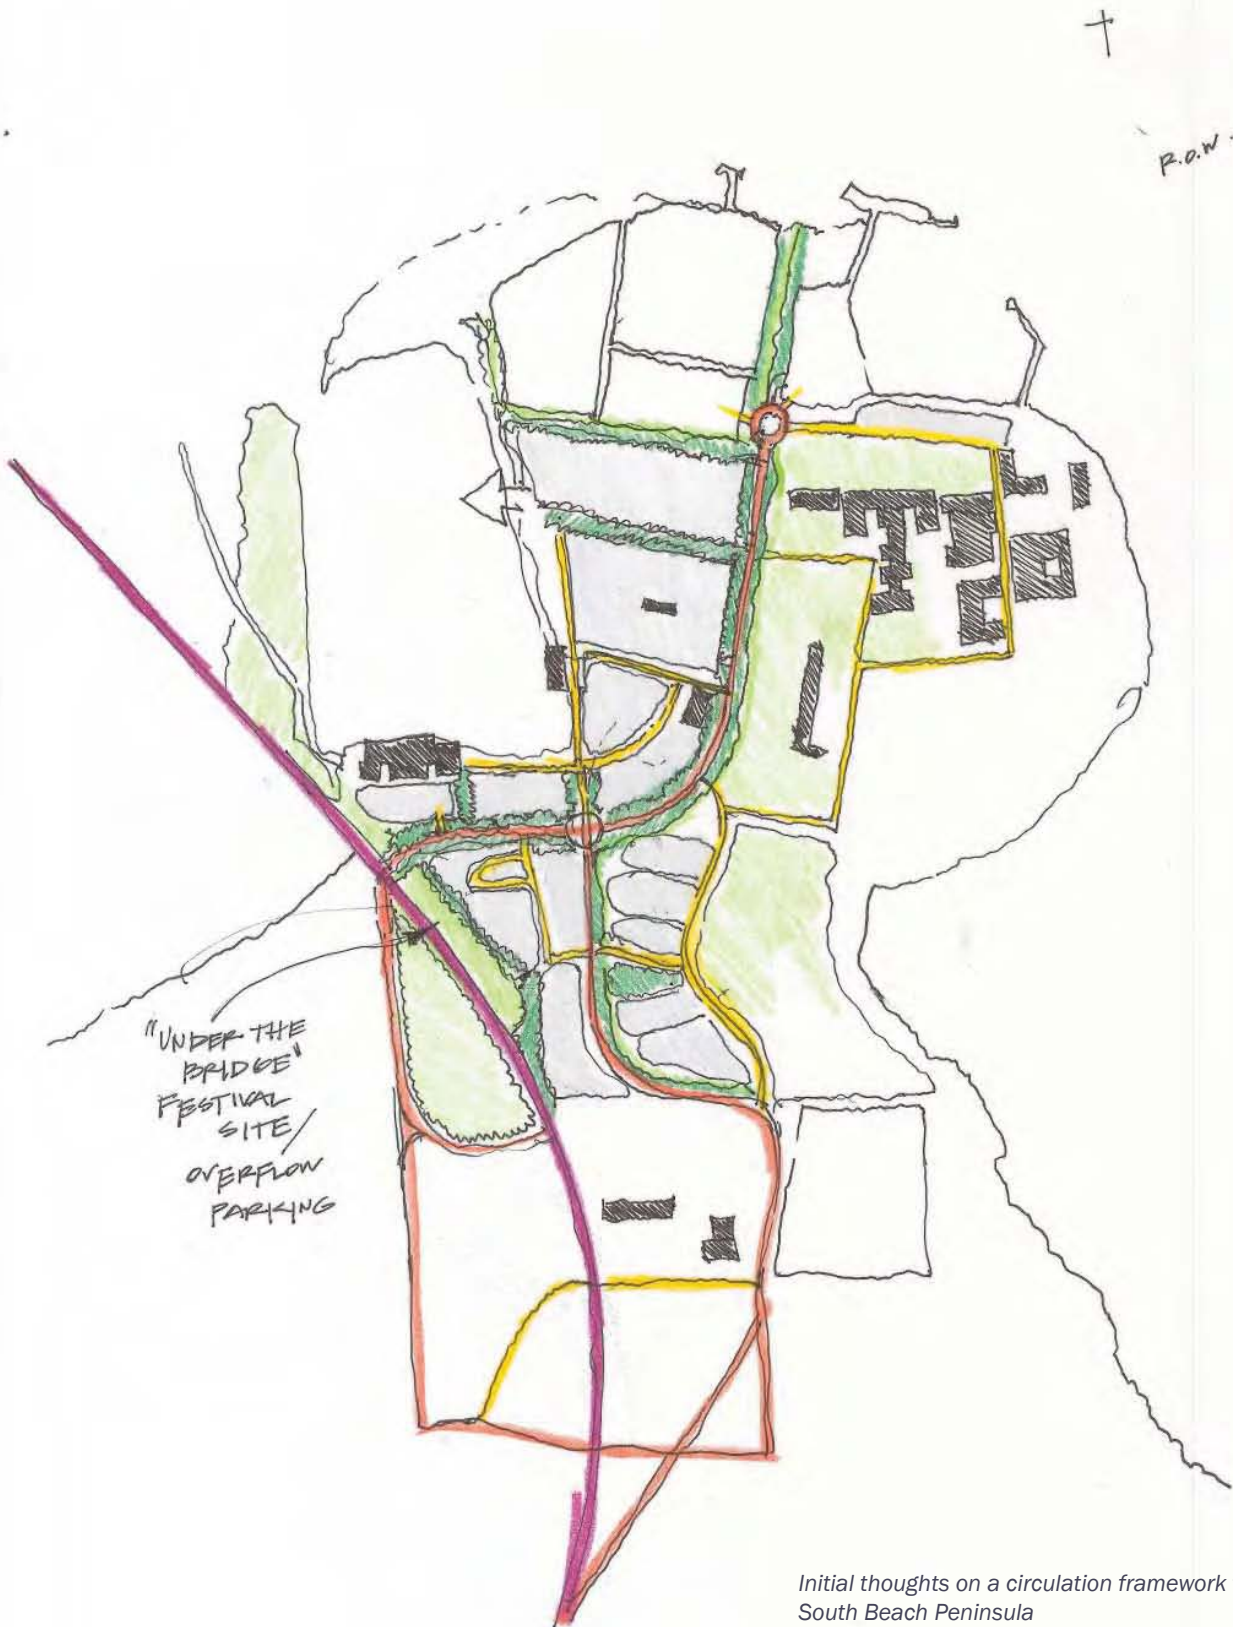 R.O.W.
"UNDER THE
BRIDGE"
FESTIVAL
SITE/
OVERFLOW
PARKING
Initial thoughts on a circulation framework
South Beach Peninsula